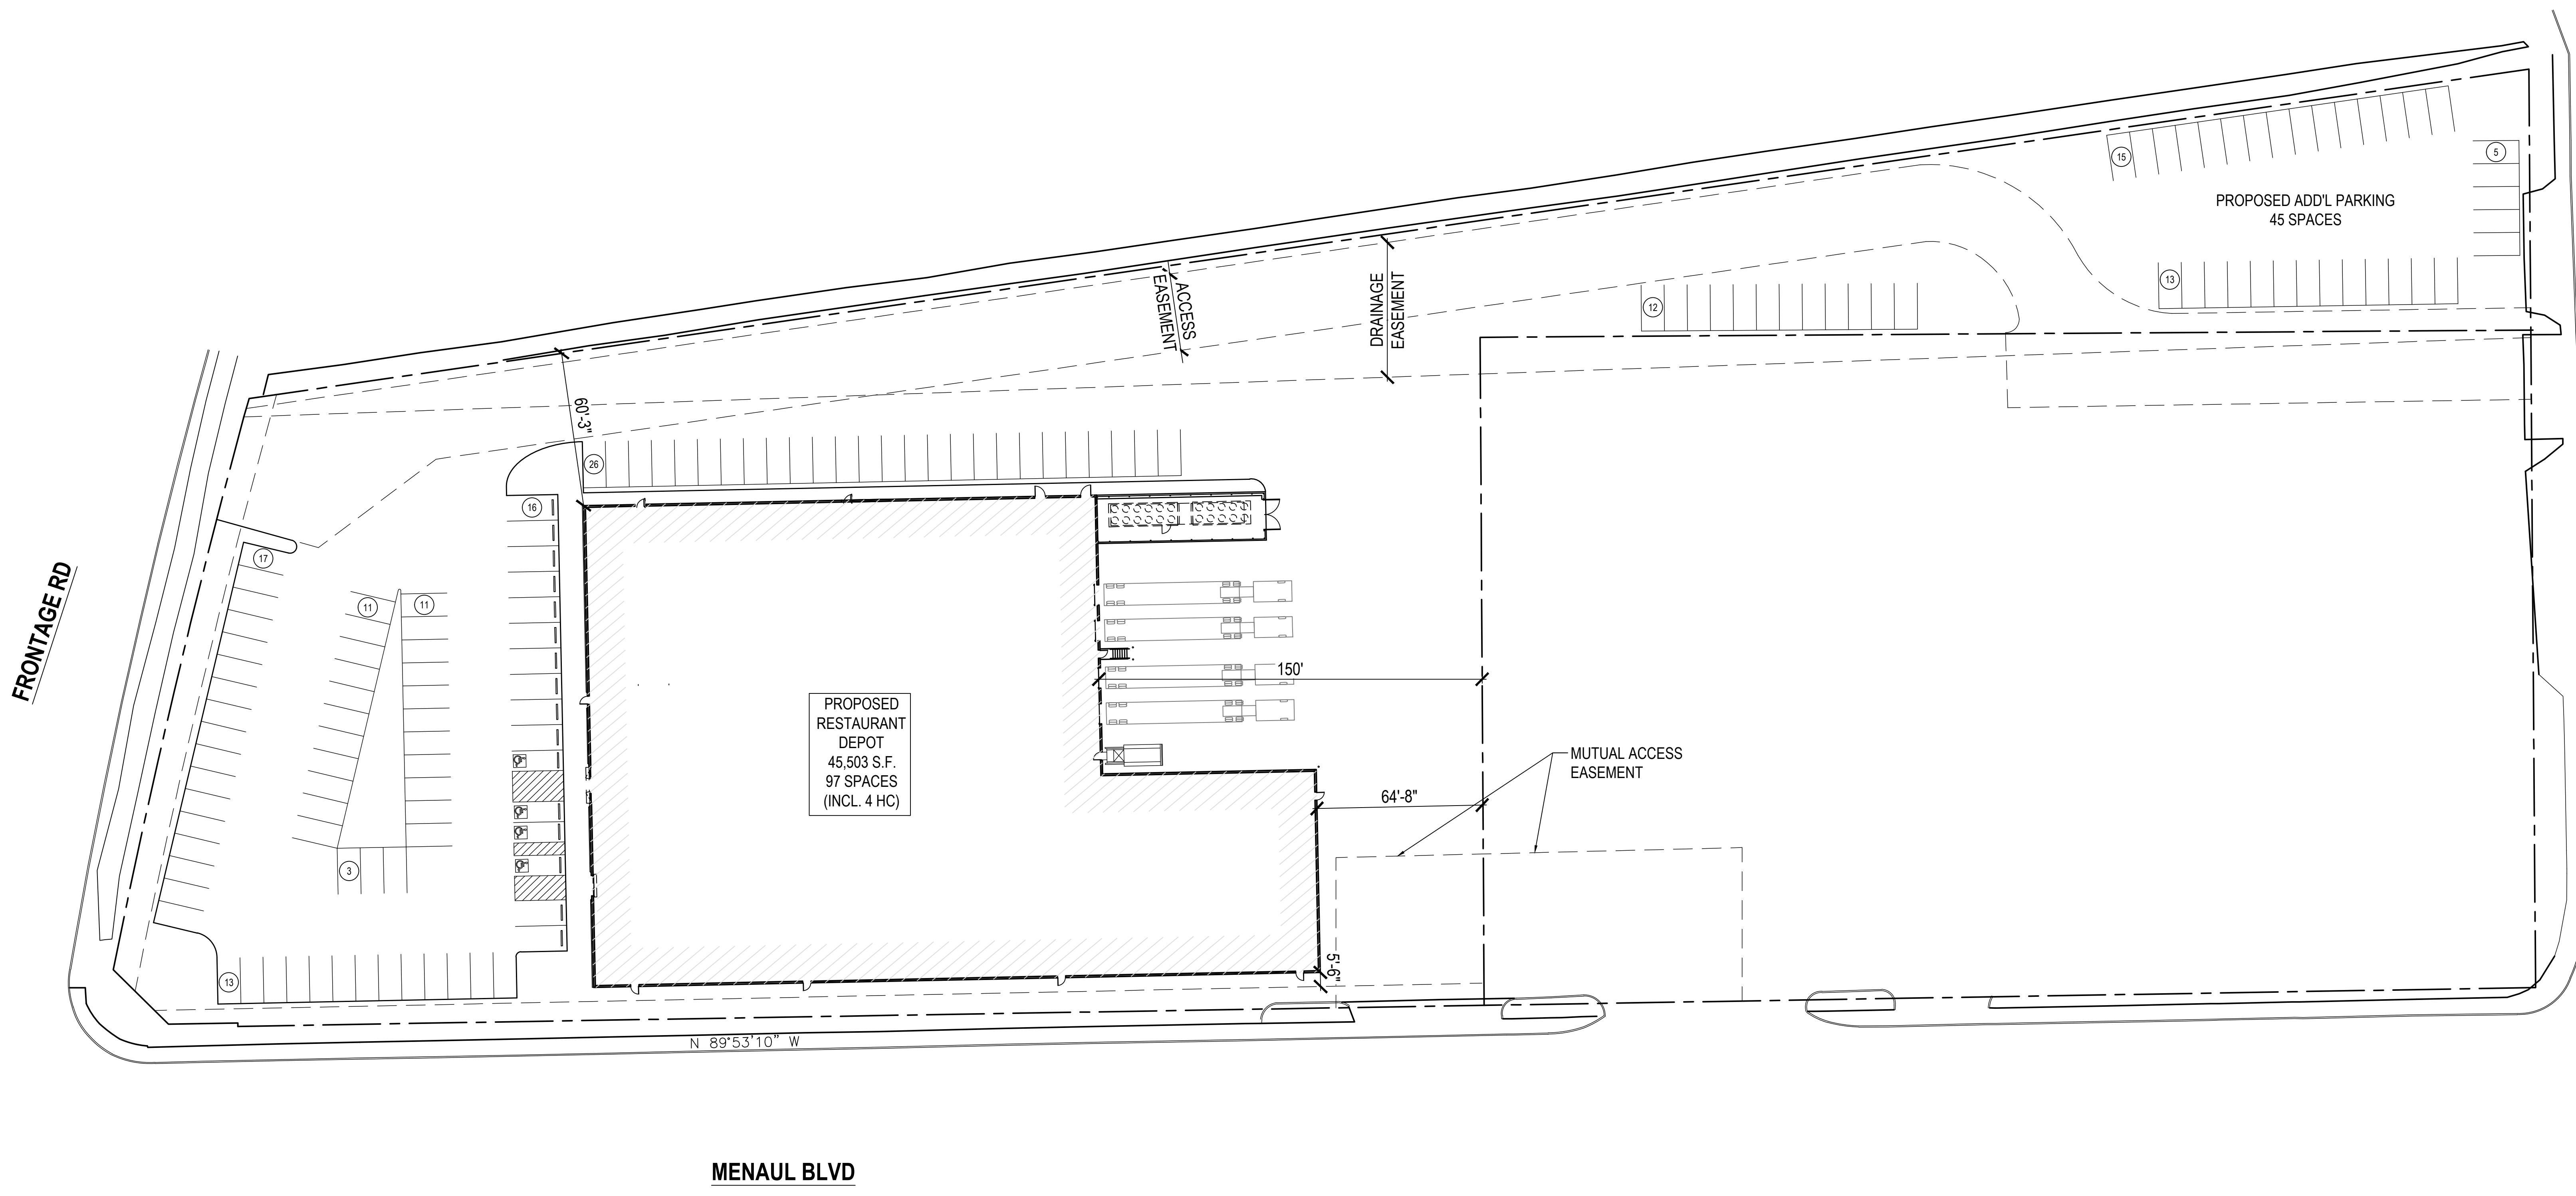 15
5
PROPOSED ADD'L PARKING
45 SPACES
13
12
ACCESS
EASEMENT
DRAINAGE
EASEMENT
60'-3"
26
16
17
11
11
3
13
FRONTAGE RD
PROPOSED
RESTAURANT
DEPOT
45,503 S.F.
97 SPACES
(INCL. 4 HC)
150'
64'-8"
MUTUAL ACCESS
EASEMENT
5'-6"
N 89°53'10" W
MENAUL BLVD